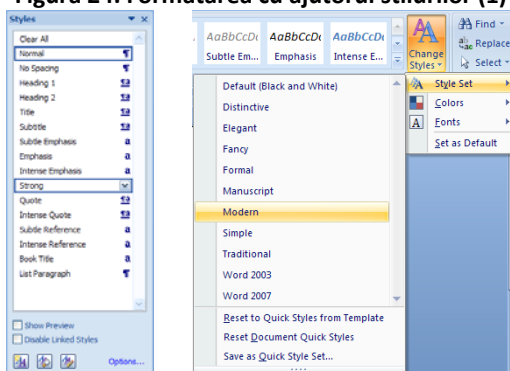 Figura 24. Formatarea cu ajutorul stilurilor (1)
Styles
Clear All
Normal
No Spacing
Heading 1
Heading 2
Title
Subtitle
Subtle Emphasis
Emphasis
Intense Emphasis
Strong
Quote
Intense Quote
Subtle Reference
Intense Reference
Book Title
List Paragraph
Show Preview
Disable Linked Styles
Options...
AaBbCcDc AaBbCcDc AaBbCcDc
Subtle Em... Emphasis Intense E...
Change Styles
Find
Replace
Select
Style Set
Colors
Fonts
Set as Default
Default (Black and White)
Distinctive
Elegant
Fancy
Formal
Manuscript
Modern
Simple
Traditional
Word 2003
Word 2007
Reset to Quick Styles from Template
Reset Document Quick Styles
Save as Quick Style Set...